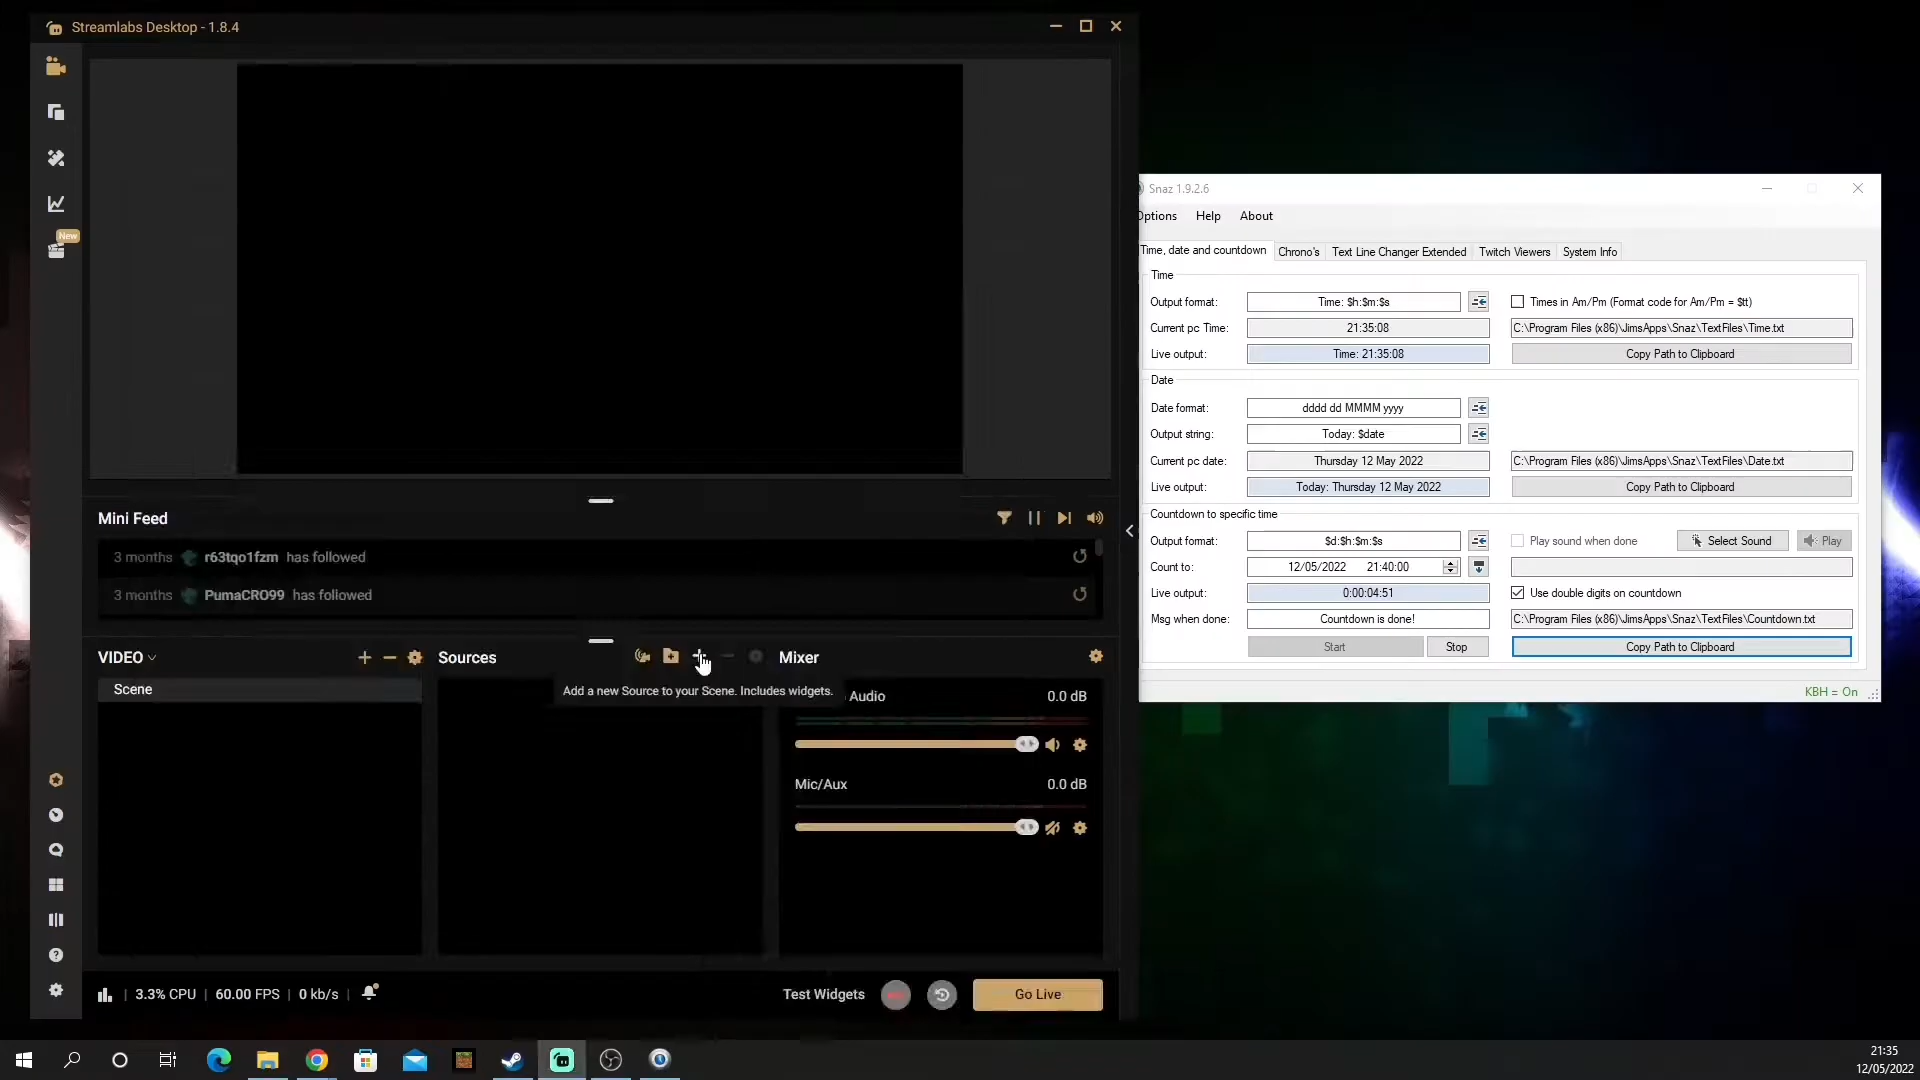 Streamlabs Desktop - 1.8.4
New
Mini Feed
3 months r63tqo1fzm has followed
3 months PumaCRO99 has followed
VIDEO
Sources
Mixer
Scene
Add a new Source to your Scene. Includes widgets.
Audio 0.0 dB
Mic/Aux 0.0 dB
3.3% CPU | 60.00 FPS | 0 kb/s |
Test Widgets
Go Live
Snaz 1.9.2.6
Options Help About
Time, date and countdown Chrono's Text Line Changer Extended Twitch Viewers System Info
Time
Output format: Time: $h:$m:$s Times in Am/Pm (Format code for Am/Pm = $tt)
Current pc Time: 21:35:08 C:\Program Files (x86)\JimsApps\Snaz\TextFiles\Time.txt
Live output: Time: 21:35:08 Copy Path to Clipboard
Date
Date format: dddd dd MMMM yyyy
Output string: Today: $date
Current pc date: Thursday 12 May 2022 C:\Program Files (x86)\JimsApps\Snaz\TextFiles\Date.txt
Live output: Today: Thursday 12 May 2022 Copy Path to Clipboard
Countdown to specific time
Output format: $d:$h:$m:$s Play sound when done Select Sound Play
Count to: 12/05/2022 21:40:00
Live output: 0:00:04:51 Use double digits on countdown
Msg when done: Countdown is done! C:\Program Files (x86)\JimsApps\Snaz\TextFiles\Countdown.txt
Start Stop Copy Path to Clipboard
KBH = On
21:35
12/05/2022